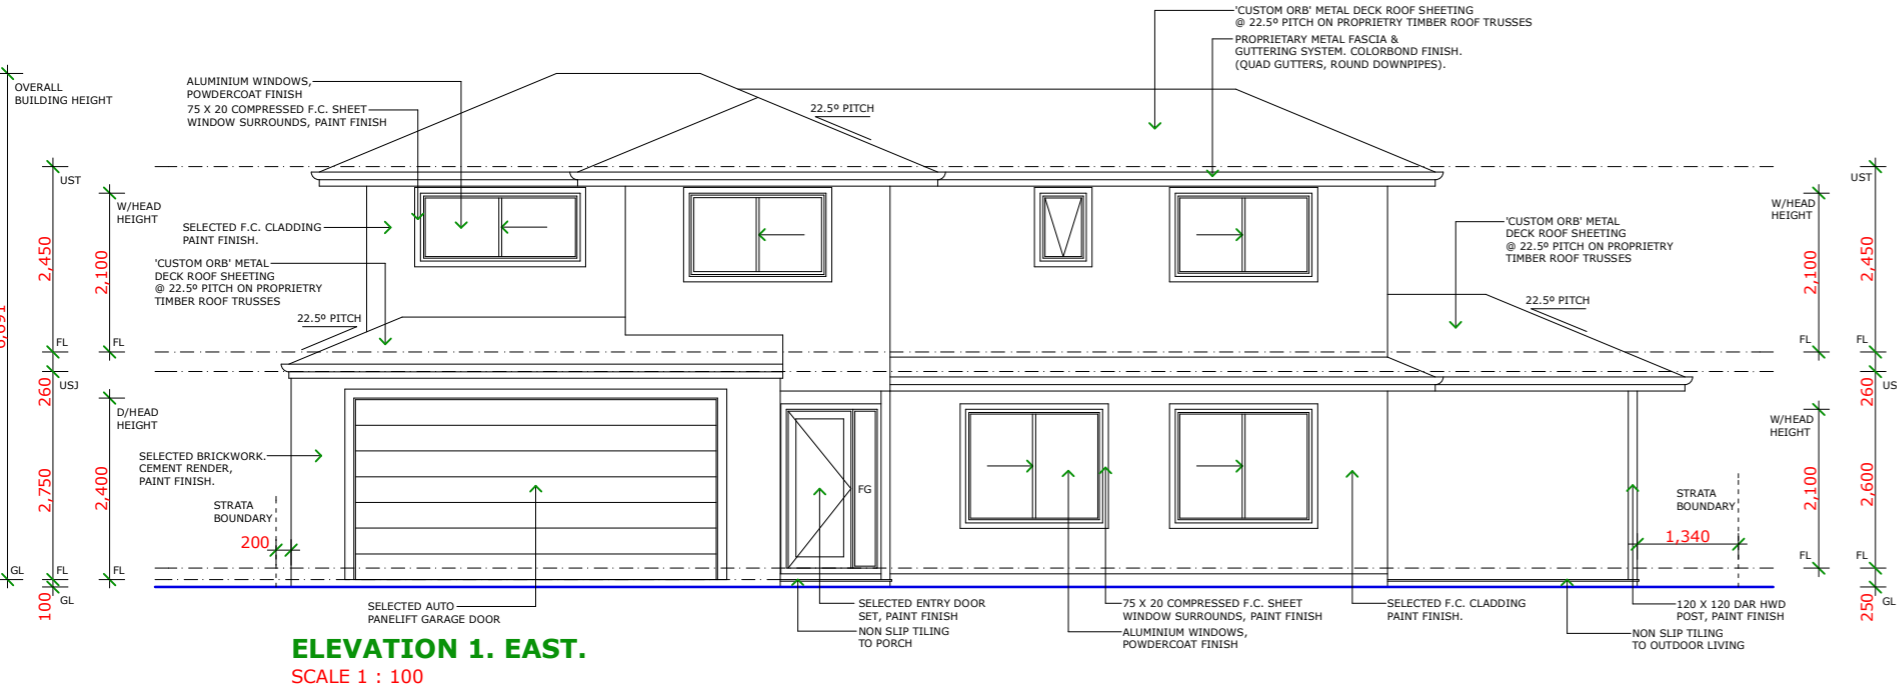 'CUSTOM ORB' METAL DECK ROOF SHEETING
@ 22.5º PITCH ON PROPRIETRY TIMBER ROOF TRUSSES
PROPRIETARY METAL FASCIA &
GUTTERING SYSTEM. COLORBOND FINISH.
(QUAD GUTTERS, ROUND DOWNPIPES).
OVERALL
BUILDING HEIGHT
ALUMINIUM WINDOWS,
POWDERCOAT FINISH
75 X 20 COMPRESSED F.C. SHEET
WINDOW SURROUNDS, PAINT FINISH
22.5º PITCH
UST
W/HEAD
HEIGHT
2,450
2,100
SELECTED F.C. CLADDING
PAINT FINISH.
'CUSTOM ORB' METAL
DECK ROOF SHEETING
@ 22.5º PITCH ON PROPRIETRY
TIMBER ROOF TRUSSES
22.5º PITCH
FL
FL
UST
W/HEAD
HEIGHT
2,100
2,450
'CUSTOM ORB' METAL
DECK ROOF SHEETING
@ 22.5º PITCH ON PROPRIETRY
TIMBER ROOF TRUSSES
22.5º PITCH
FL
FL
260
USJ
D/HEAD
HEIGHT
2,750
2,400
SELECTED BRICKWORK.
CEMENT RENDER,
PAINT FINISH.
STRATA
BOUNDARY
200
GL
FL
FL
100
GL
FG
260
US
W/HEAD
HEIGHT
2,100
2,600
STRATA
BOUNDARY
1,340
FL
FL
250
GL
SELECTED AUTO
PANELIFT GARAGE DOOR
SELECTED ENTRY DOOR
SET, PAINT FINISH
NON SLIP TILING
TO PORCH
75 X 20 COMPRESSED F.C. SHEET
WINDOW SURROUNDS, PAINT FINISH
ALUMINIUM WINDOWS,
POWDERCOAT FINISH
SELECTED F.C. CLADDING
PAINT FINISH.
120 X 120 DAR HWD
POST, PAINT FINISH
NON SLIP TILING
TO OUTDOOR LIVING
ELEVATION 1. EAST.
SCALE 1 : 100